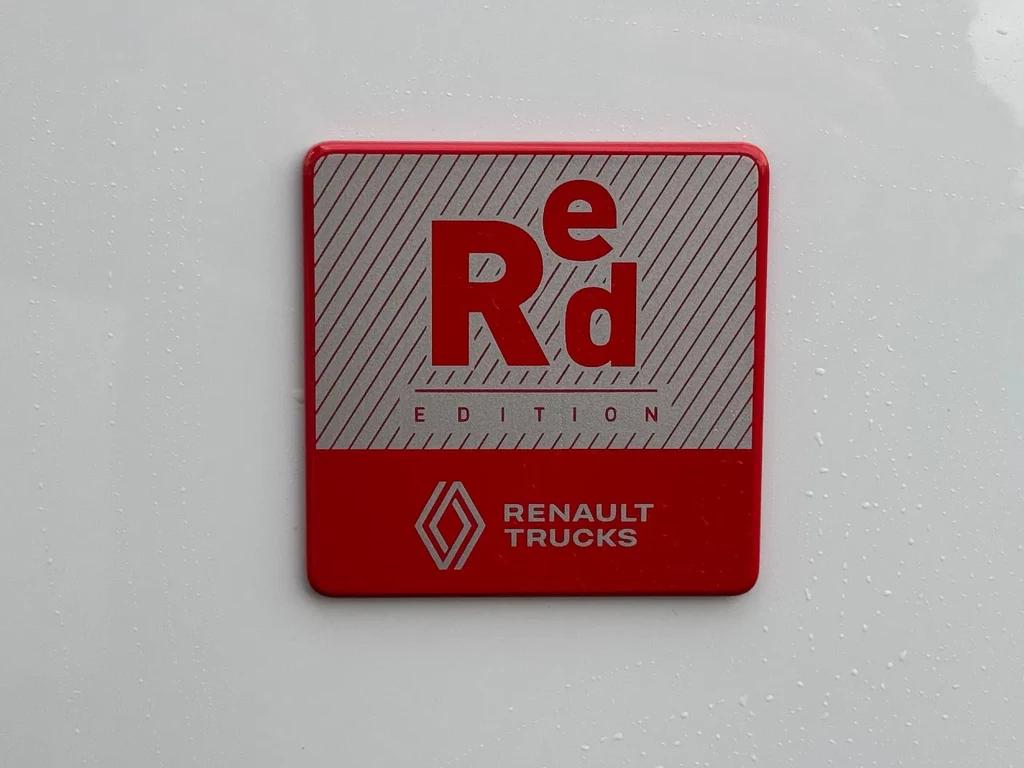 Red
EDITION
RENAULT
TRUCKS